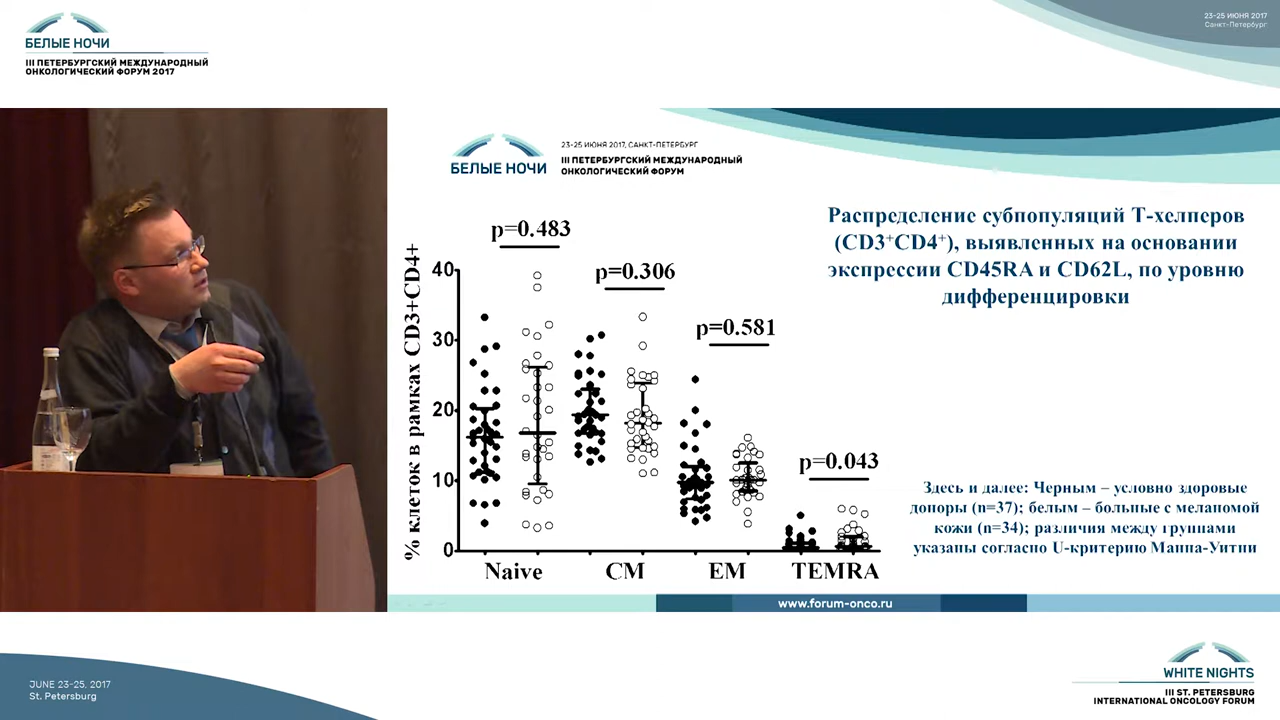 БЕЛЫЕ НОЧИ
III ПЕТЕРБУРГСКИЙ МЕЖДУНАРОДНЫЙ
ОНКОЛОГИЧЕСКИЙ ФОРУМ 2017
23-25 ИЮНЯ 2017
Санкт-Петербург
БЕЛЫЕ НОЧИ
23-25 ИЮНЯ 2017, САНКТ-ПЕТЕРБУРГ
III ПЕТЕРБУРГСКИЙ МЕЖДУНАРОДНЫЙ
ОНКОЛОГИЧЕСКИЙ ФОРУМ
Распределение субпопуляций Т-хелперов
(CD3+CD4+), выявленных на основании
экспрессии CD45RA и CD62L, по уровню
дифференцировки
% клеток в рамках CD3+CD4+
40
30
20
10
0
p=0.483
p=0.306
p=0.581
p=0.043
Naive
CM
EM
TEMRA
Здесь и далее: Черным – условно здоровые
доноры (n=37); белым – больные с меланомой
кожи (n=34); различия между группами
указаны согласно U-критерию Манна-Уитни
www.forum-onco.ru
JUNE 23-25, 2017
St. Petersburg
WHITE NIGHTS
III ST. PETERSBURG
INTERNATIONAL ONCOLOGY FORUM